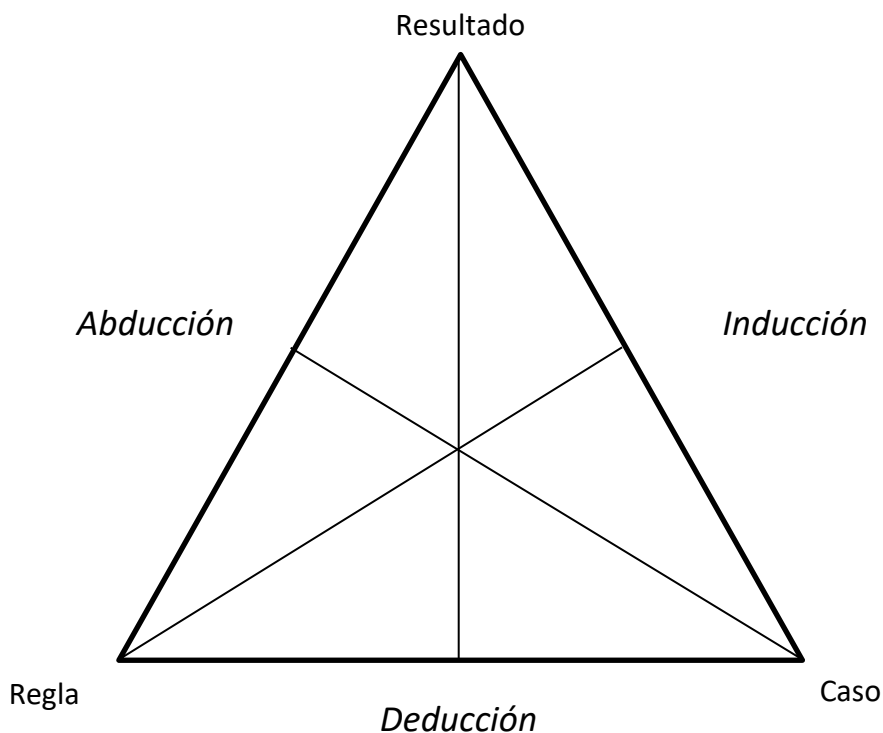 Resultado
Abducción
Inducción
Regla
Caso
Deducción